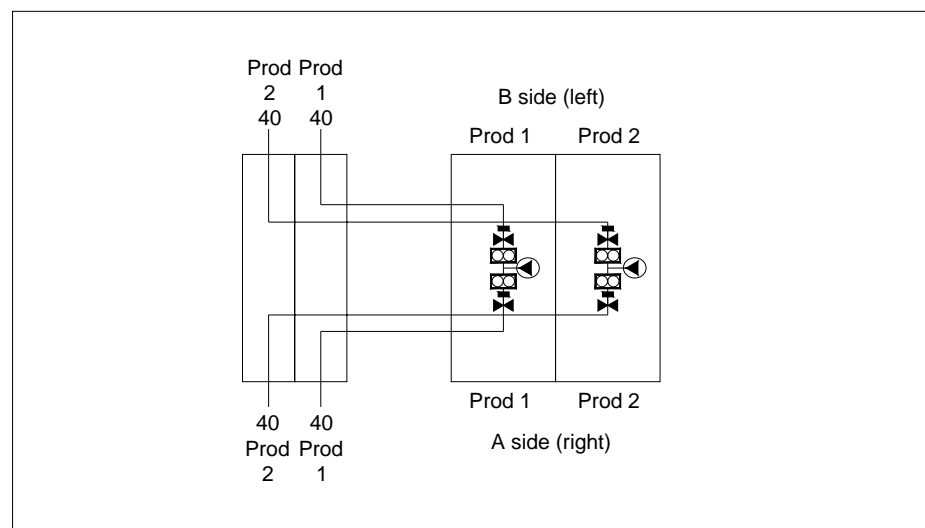 Prod Prod
2 1
40 40
B side (left)
Prod 1 Prod 2
Prod 1 Prod 2
A side (right)
40 40
Prod Prod
2 1